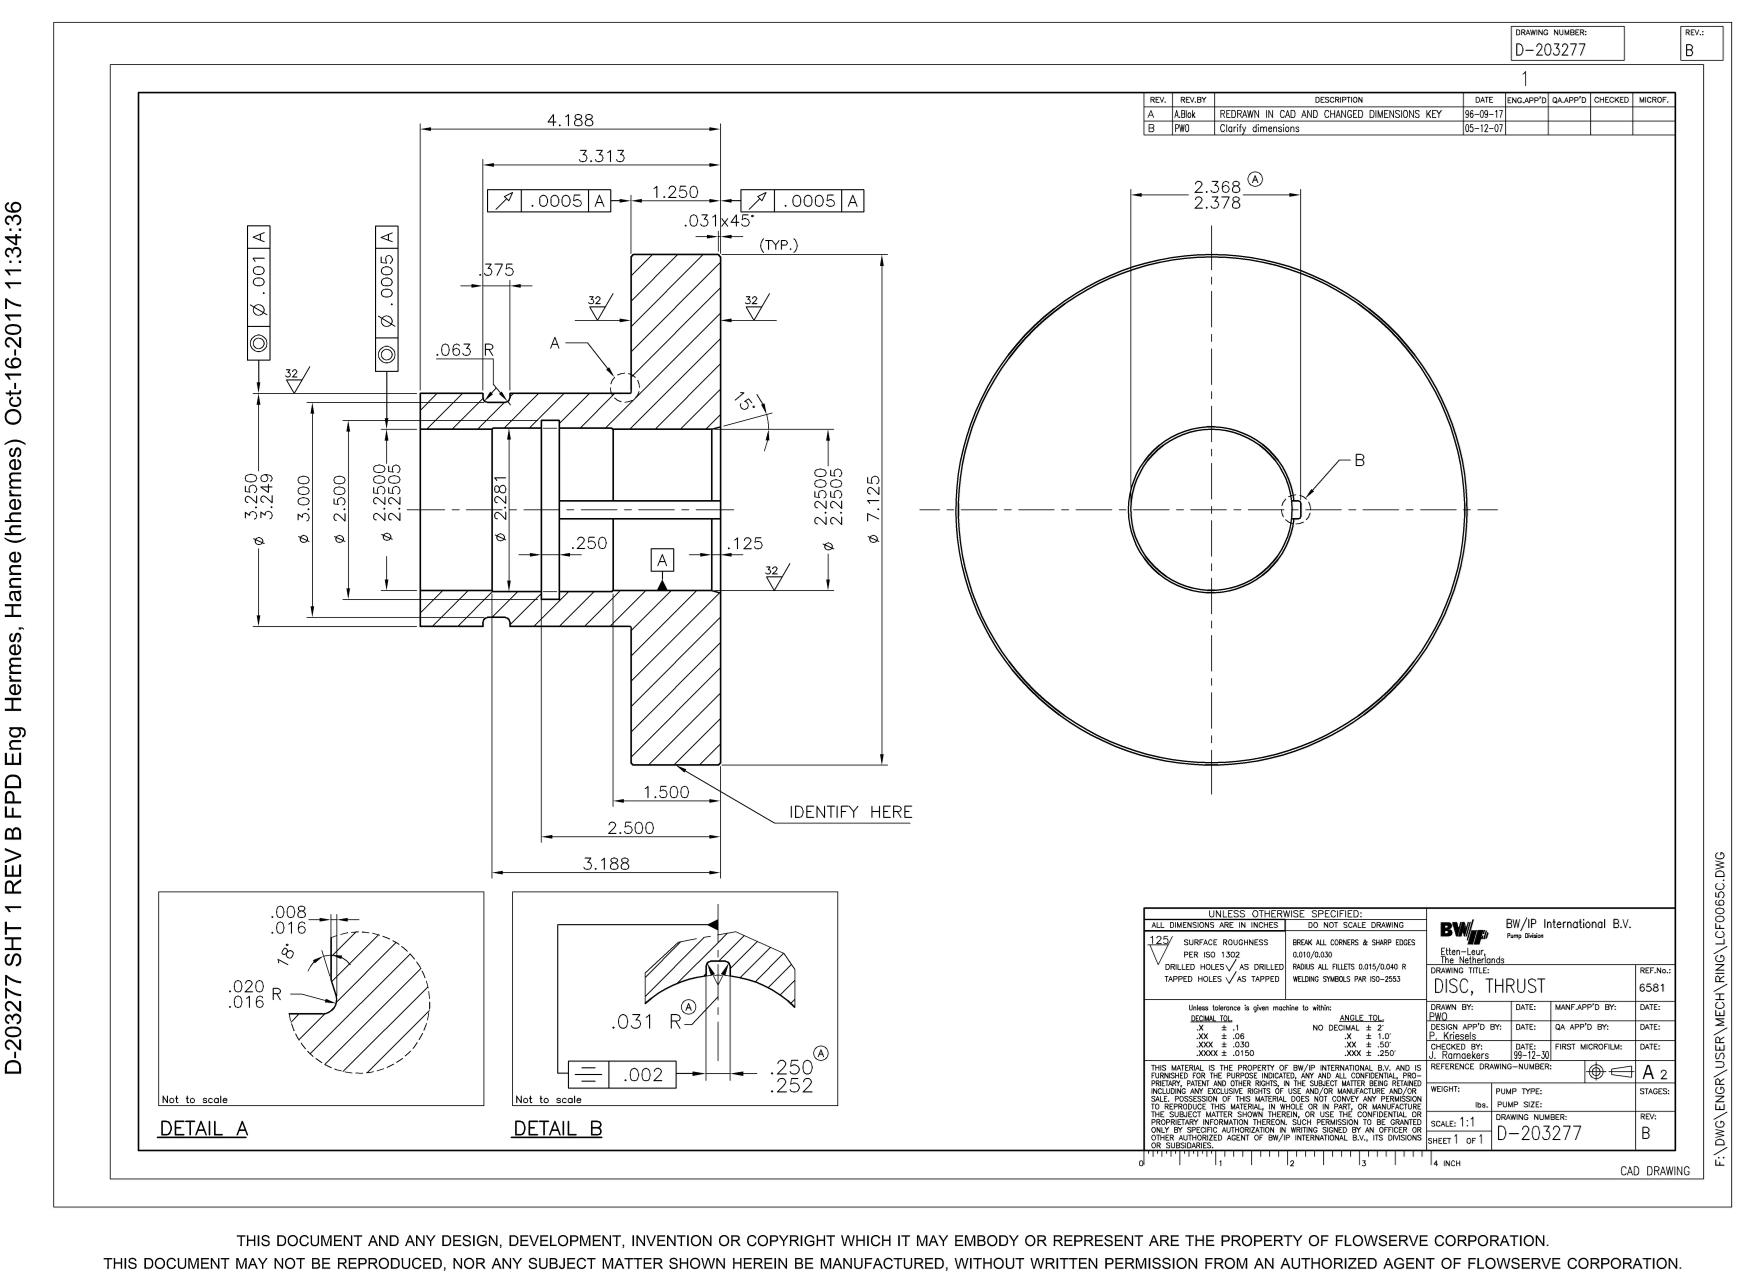 D-203277 SHT 1 REV B FPD Eng Hermes, Hanne (hhermes) Oct-16-2017 11:34:36
DRAWING NUMBER:
D-203277
REV.:
B
1
REV. REV.BY DESCRIPTION DATE ENG.APP'D QA.APP'D CHECKED MICROF.
A A.Blok REDRAWN IN CAD AND CHANGED DIMENSIONS KEY 96-09-17
B PWO Clarify dimensions 05-12-07
4.188
3.313
.0005 A
1.250
.0005 A
.031x45°
(TYP.)
Ø .001 A
Ø .0005 A
.375
32
32
.063 R
A
32
15°
Ø 3.250
3.249
Ø 3.000
Ø 2.500
Ø 2.2500
2.2505
Ø 2.281
.250
A
.125
32
Ø 2.2500
2.2505
Ø 7.125
1.500
IDENTIFY HERE
2.500
3.188
2.368 A
2.378
B
.008
.016
18°
.020
.016 R
Not to scale
DETAIL A
.031 R A
.002
.250 A
.252
Not to scale
DETAIL B
UNLESS OTHERWISE SPECIFIED:
ALL DIMENSIONS ARE IN INCHES DO NOT SCALE DRAWING
125 SURFACE ROUGHNESS
PER ISO 1302
DRILLED HOLES √ AS DRILLED
TAPPED HOLES √ AS TAPPED
BREAK ALL CORNERS & SHARP EDGES
0.010/0.030
RADIUS ALL FILLETS 0.015/0.040 R
WELDING SYMBOLS PAR ISO-2553
Unless tolerance is given machine to within:
DECIMAL TOL. ANGLE TOL.
.X ± .1 NO DECIMAL ± 2°
.XX ± .06 .X ± 1.0°
.XXX ± .030 .XX ± .50°
.XXXX ± .0150 .XXX ± .250°
THIS MATERIAL IS THE PROPERTY OF BW/IP INTERNATIONAL B.V. AND IS
FURNISHED FOR THE PURPOSE INDICATED, ANY AND ALL CONFIDENTIAL, PRO-
PRIETARY, PATENT AND OTHER RIGHTS, IN THE SUBJECT MATTER BEING RETAINED
INCLUDING ANY EXCLUSIVE RIGHTS OF USE AND/OR MANUFACTURE AND/OR
SALE. POSSESSION OF THIS MATERIAL DOES NOT CONVEY ANY PERMISSION
TO REPRODUCE THIS MATERIAL, IN WHOLE OR IN PART, OR MANUFACTURE
THE SUBJECT MATTER SHOWN THEREIN, OR USE THE CONFIDENTIAL OR
PROPRIETARY INFORMATION THEREON. SUCH PERMISSION TO BE GRANTED
ONLY BY SPECIFIC AUTHORIZATION IN WRITING SIGNED BY AN OFFICER OR
OTHER AUTHORIZED AGENT OF BW/IP INTERNATIONAL B.V., ITS DIVISIONS
OR SUBSIDIARIES.
BW/IP
BW/IP International B.V.
Pump Division
Etten-Leur,
The Netherlands
DRAWING TITLE:
DISC, THRUST
REF.No.:
6581
DRAWN BY: DATE: MANF.APP'D BY: DATE:
PWO
DESIGN APP'D BY: DATE: QA APP'D BY: DATE:
P. Kriesels
CHECKED BY: DATE: FIRST MICROFILM: DATE:
J. Ramaekers 99-12-30
REFERENCE DRAWING-NUMBER:
A 2
WEIGHT:
lbs.
PUMP TYPE:
PUMP SIZE:
STAGES:
SCALE: 1:1
SHEET 1 OF 1
DRAWING NUMBER:
D-203277
REV:
B
0 1 2 3 4 INCH
CAD DRAWING
F:\DWG\ENGR\USER\MECH\RING\LCF0065C.DWG
THIS DOCUMENT AND ANY DESIGN, DEVELOPMENT, INVENTION OR COPYRIGHT WHICH IT MAY EMBODY OR REPRESENT ARE THE PROPERTY OF FLOWSERVE CORPORATION.
THIS DOCUMENT MAY NOT BE REPRODUCED, NOR ANY SUBJECT MATTER SHOWN HEREIN BE MANUFACTURED, WITHOUT WRITTEN PERMISSION FROM AN AUTHORIZED AGENT OF FLOWSERVE CORPORATION.